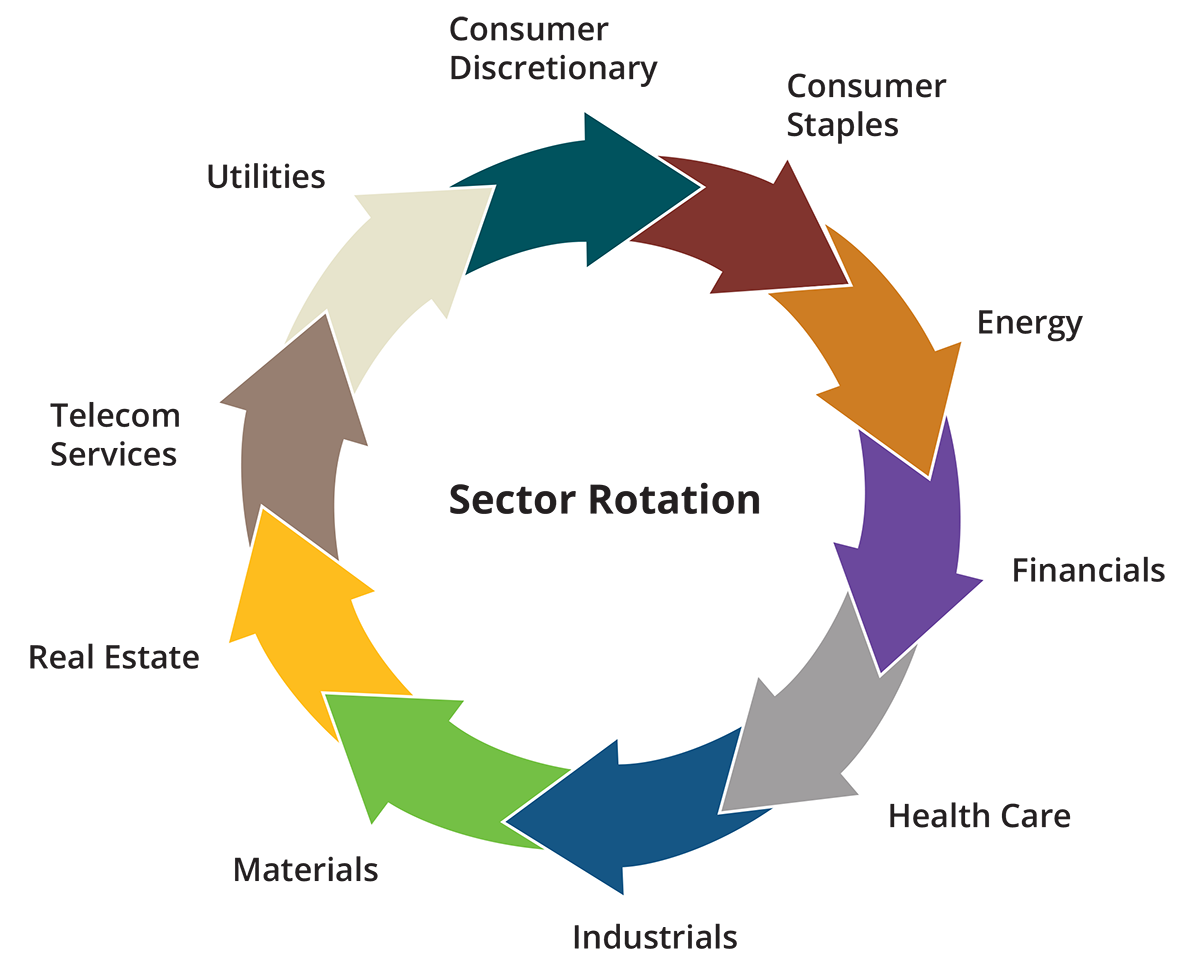 Consumer
Discretionary
Consumer
Staples
Utilities
Energy
Telecom
Services
Sector Rotation
Financials
Real Estate
Health Care
Materials
Industrials